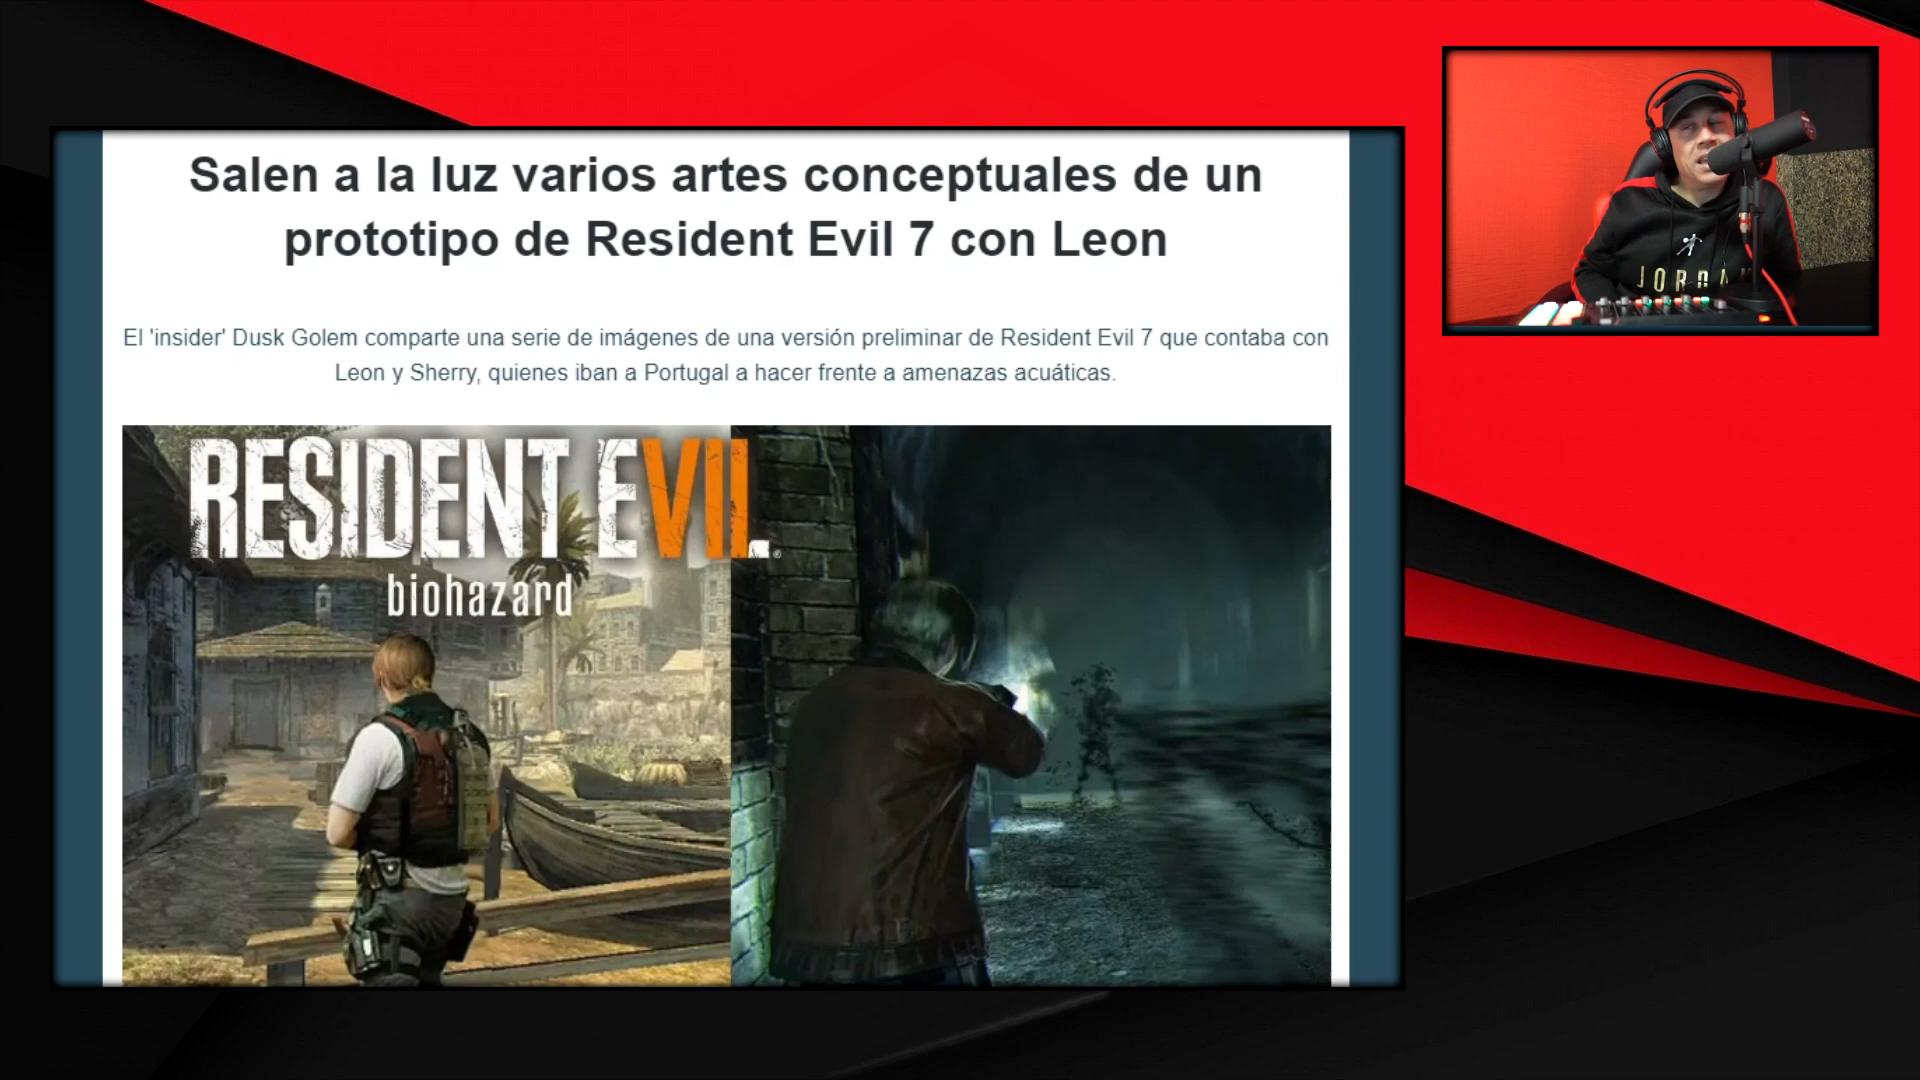 Salen a la luz varios artes conceptuales de un
prototipo de Resident Evil 7 con Leon
El 'insider' Dusk Golem comparte una serie de imágenes de una versión preliminar de Resident Evil 7 que contaba con
Leon y Sherry, quienes iban a Portugal a hacer frente a amenazas acuáticas.
RESIDENT EVII.
biohazard
JORDAN